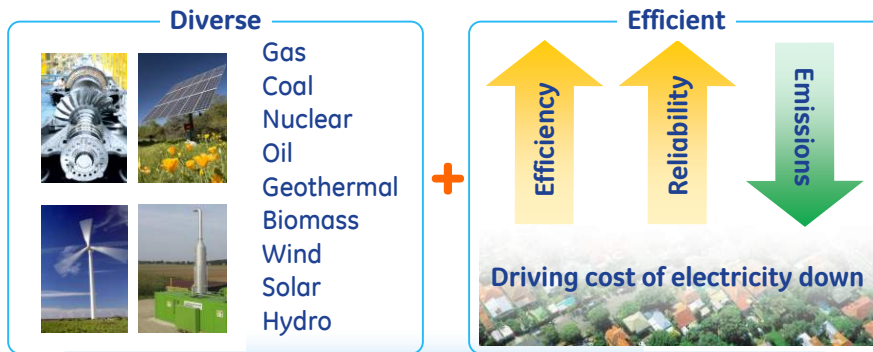 Diverse
Gas
Coal
Nuclear
Oil
Geothermal
Biomass
Wind
Solar
Hydro
+
Efficient
Efficiency
Reliability
Emissions
Driving cost of electricity down